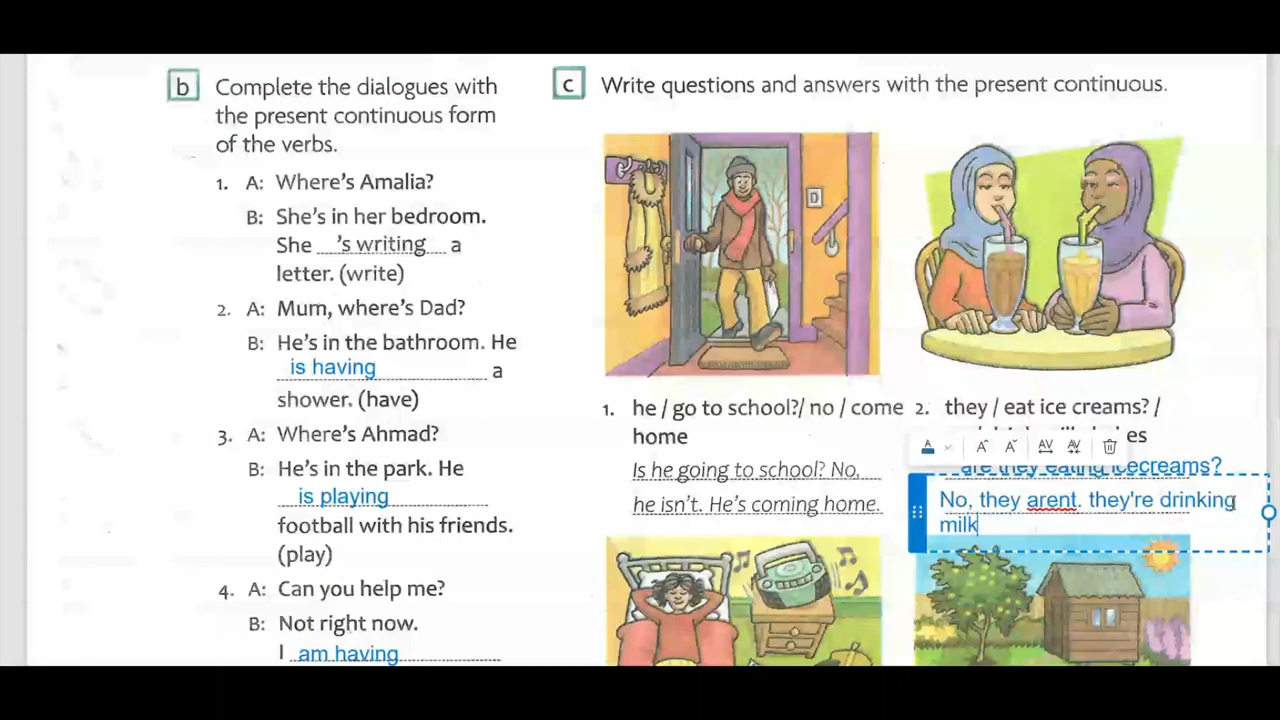 b Complete the dialogues with
the present continuous form
of the verbs.
1. A: Where's Amalia?
B: She's in her bedroom.
She 's writing a
letter. (write)
2. A: Mum, where's Dad?
B: He's in the bathroom. He
is having a
shower. (have)
3. A: Where's Ahmad?
B: He's in the park. He
is playing
football with his friends.
(play)
4. A: Can you help me?
B: Not right now.
I am having
c Write questions and answers with the present continuous.
1. he / go to school?/ no / come
home
Is he going to school? No,
he isn't. He's coming home.
2. they / eat ice creams? /
es
are they eating icecreams?
No, they arent. they're drinking
milk